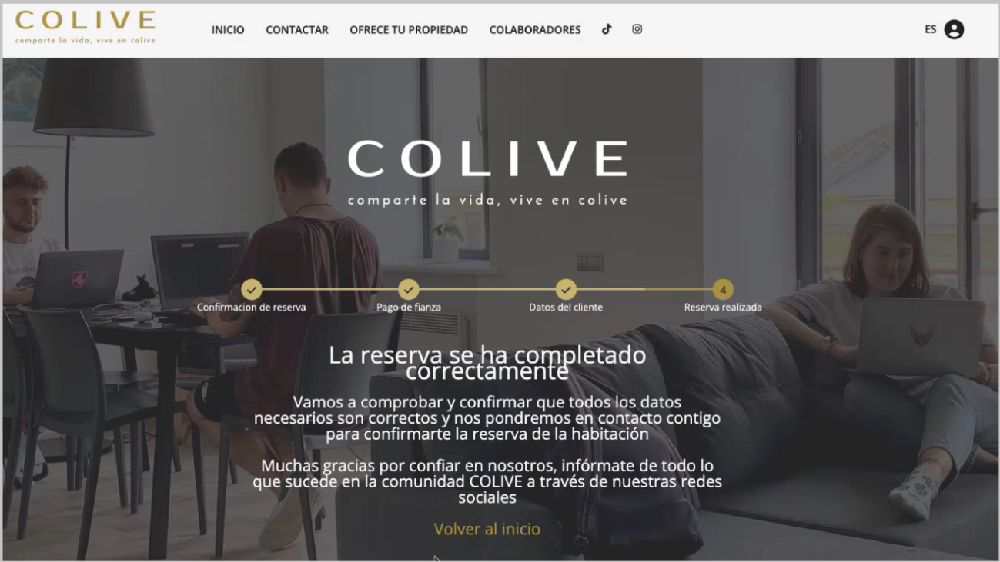 COLIVE
comparte la vida, vive en colive
INICIO CONTACTAR OFRECE TU PROPIEDAD COLABORADORES ES
COLIVE
comparte la vida, vive en colive
4
Confirmacion de reserva Pago de fianza Datos del cliente Reserva realizada
La reserva se ha completado
correctamente
Vamos a comprobar y confirmar que todos los datos
necesarios son correctos y nos pondremos en contacto contigo
para confirmarte la reserva de la habitación
Muchas gracias por confiar en nosotros, infórmate de todo lo
que sucede en la comunidad COLIVE a través de nuestras redes
sociales
Volver al inicio
Potato